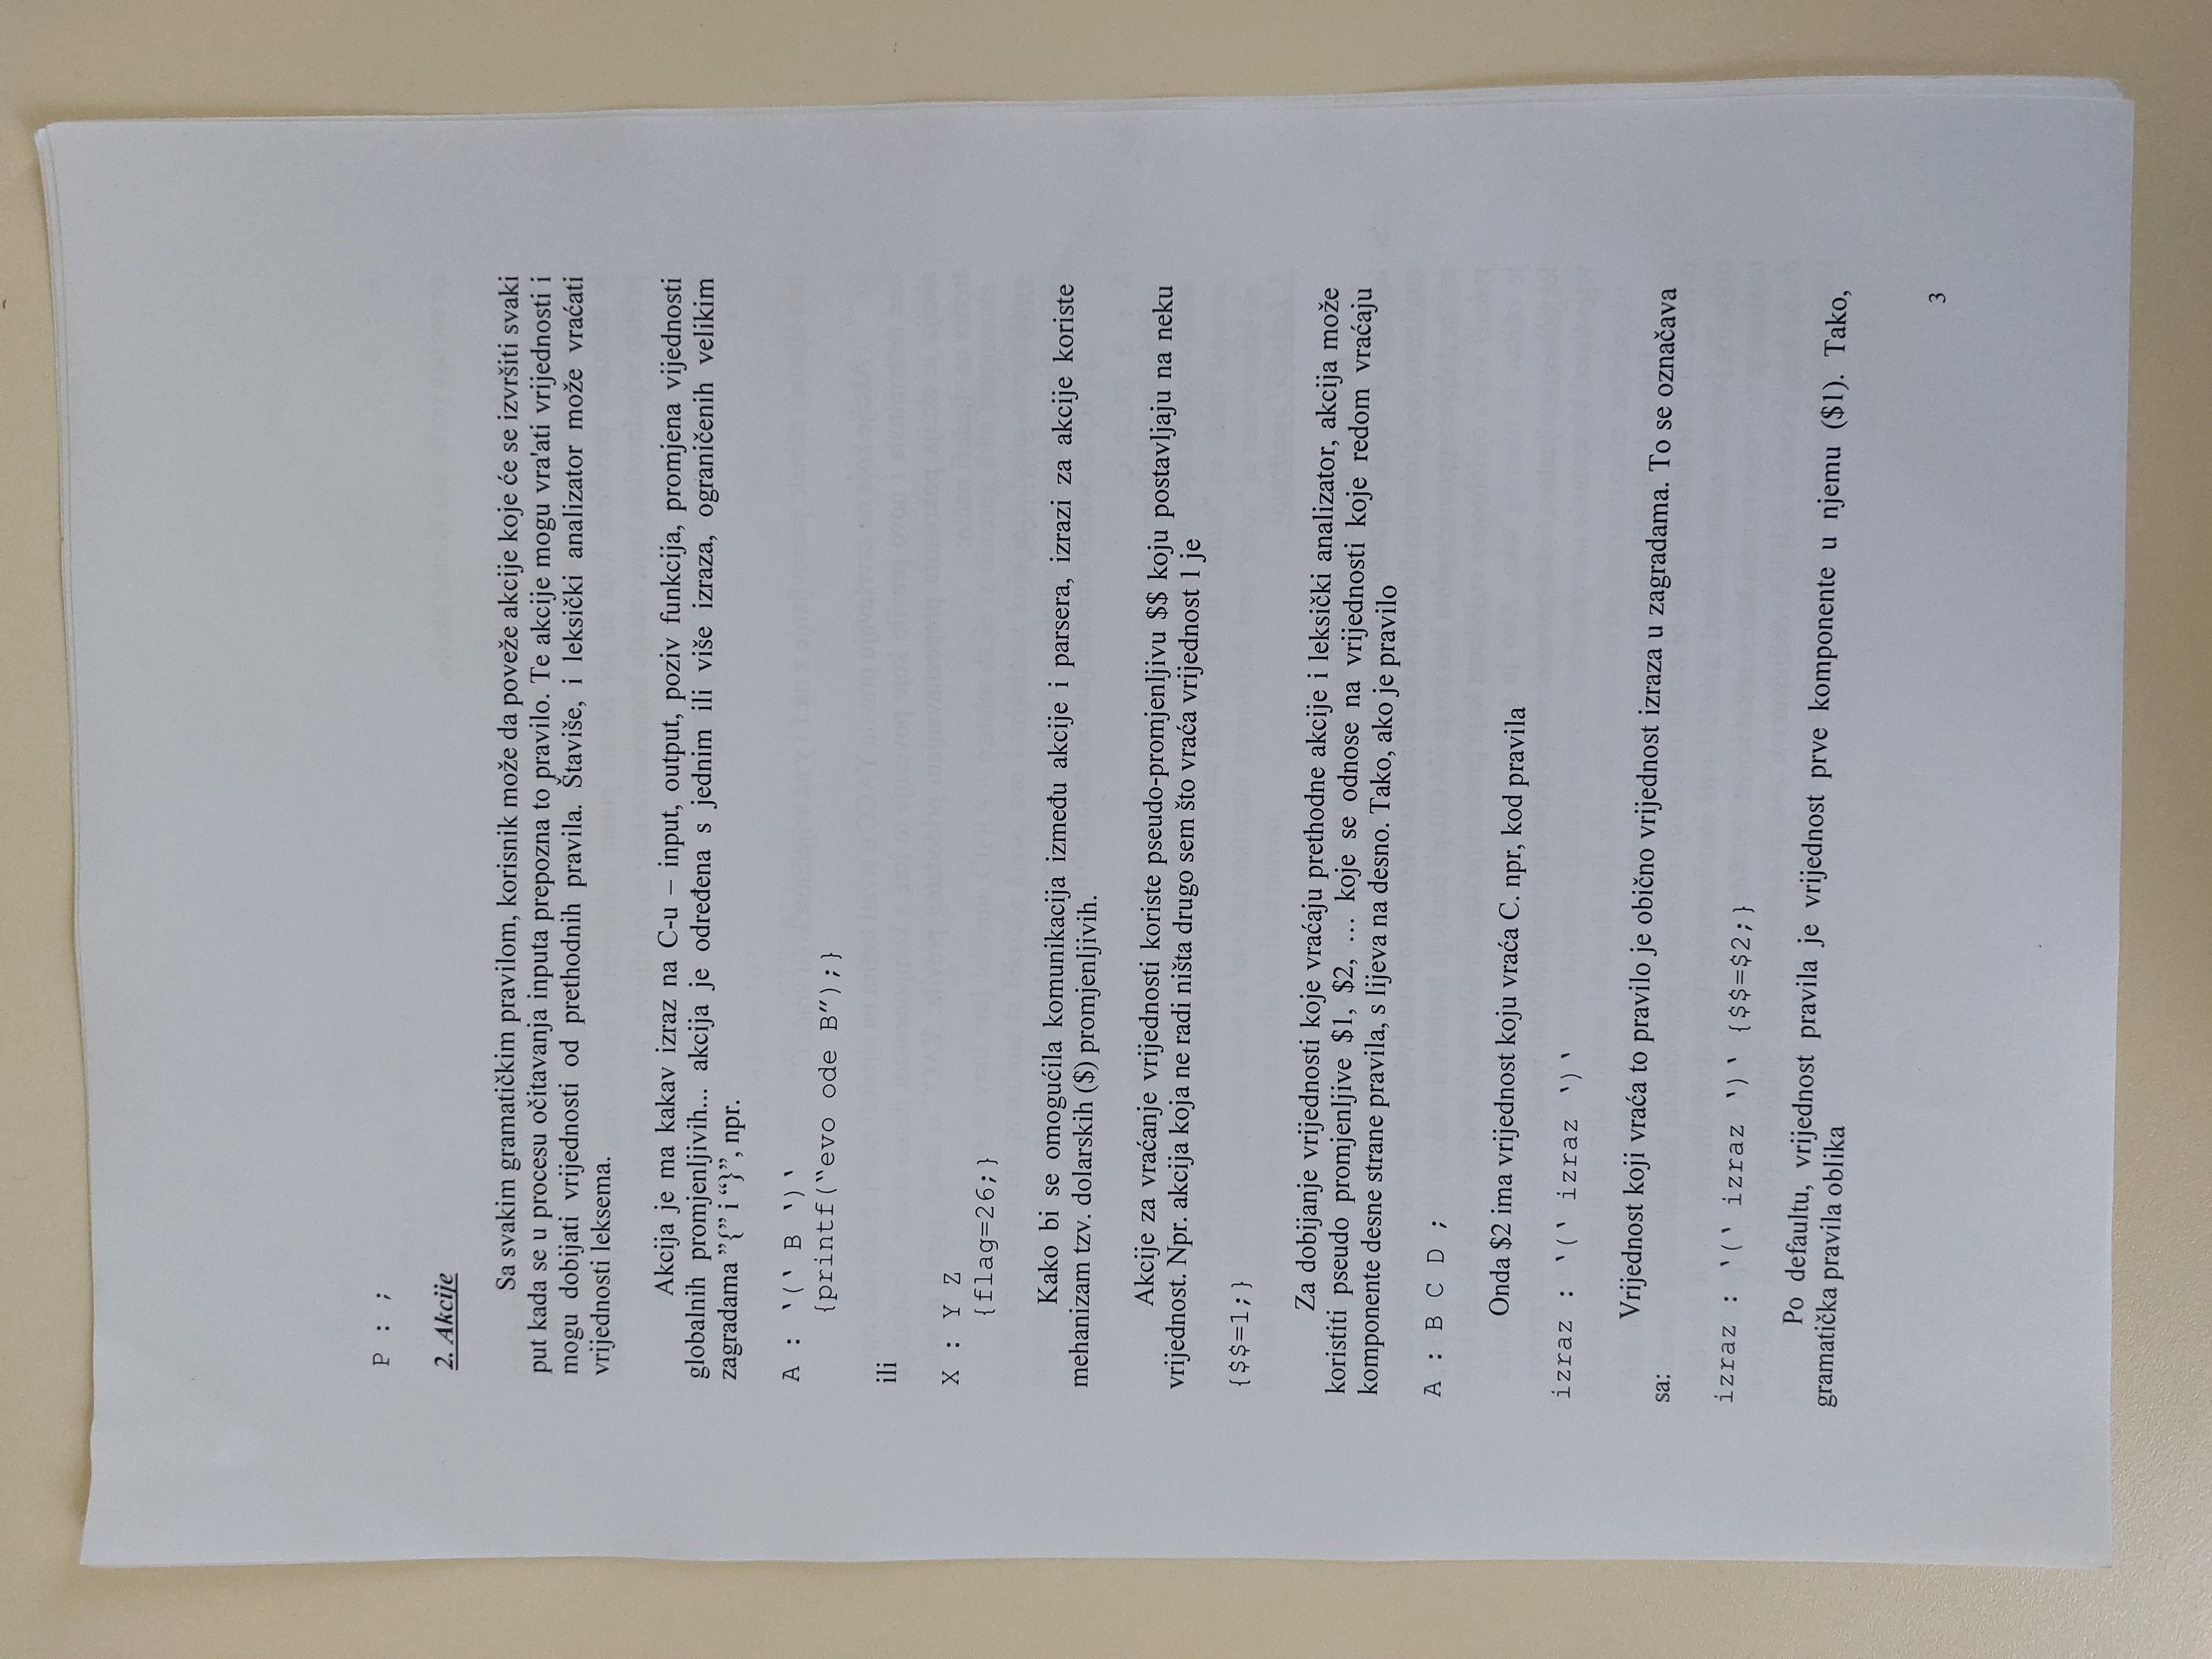 P : ;
2. Akcije
Sa svakim gramatičkim pravilom, korisnik može da poveže akcije koje će se izvršiti svaki
put kada se u procesu očitavanja inputa prepozna to pravilo. Te akcije mogu vra'ati vrijednosti i
mogu dobijati vrijednosti od prethodnih pravila. Štaviše, i leksički analizator može vraćati
vrijednosti leksema.
Akcija je ma kakav izraz na C-u – input, output, poziv funkcija, promjena vijednosti
globalnih promjenljivih... akcija je određena s jednim ili više izraza, ograničenih velikim
zagradama ”{” i “}”, npr.
A : ‘(‘ B ‘)‘
{printf(“evo ode B”);}
ili
X : Y Z
{flag=26;}
Kako bi se omogućila komunikacija između akcije i parsera, izrazi za akcije koriste
mehanizam tzv. dolarskih ($) promjenljivih.
Akcije za vraćanje vrijednosti koriste pseudo-promjenljivu $$ koju postavljaju na neku
vrijednost. Npr. akcija koja ne radi ništa drugo sem što vraća vrijednost 1 je
{$$=1;}
Za dobijanje vrijednosti koje vraćaju prethodne akcije i leksički analizator, akcija može
koristiti pseudo promjenljive $1, $2, … koje se odnose na vrijednosti koje redom vraćaju
komponente desne strane pravila, s lijeva na desno. Tako, ako je pravilo
A : B C D ;
Onda $2 ima vrijednost koju vraća C. npr, kod pravila
izraz : ‘(‘ izraz ‘)‘
Vrijednost koji vraća to pravilo je obično vrijednost izraza u zagradama. To se označava
sa:
izraz : ‘(‘ izraz ‘)‘ {$$=$2;}
Po defaultu, vrijednost pravila je vrijednost prve komponente u njemu ($1). Tako,
gramatička pravila oblika
3